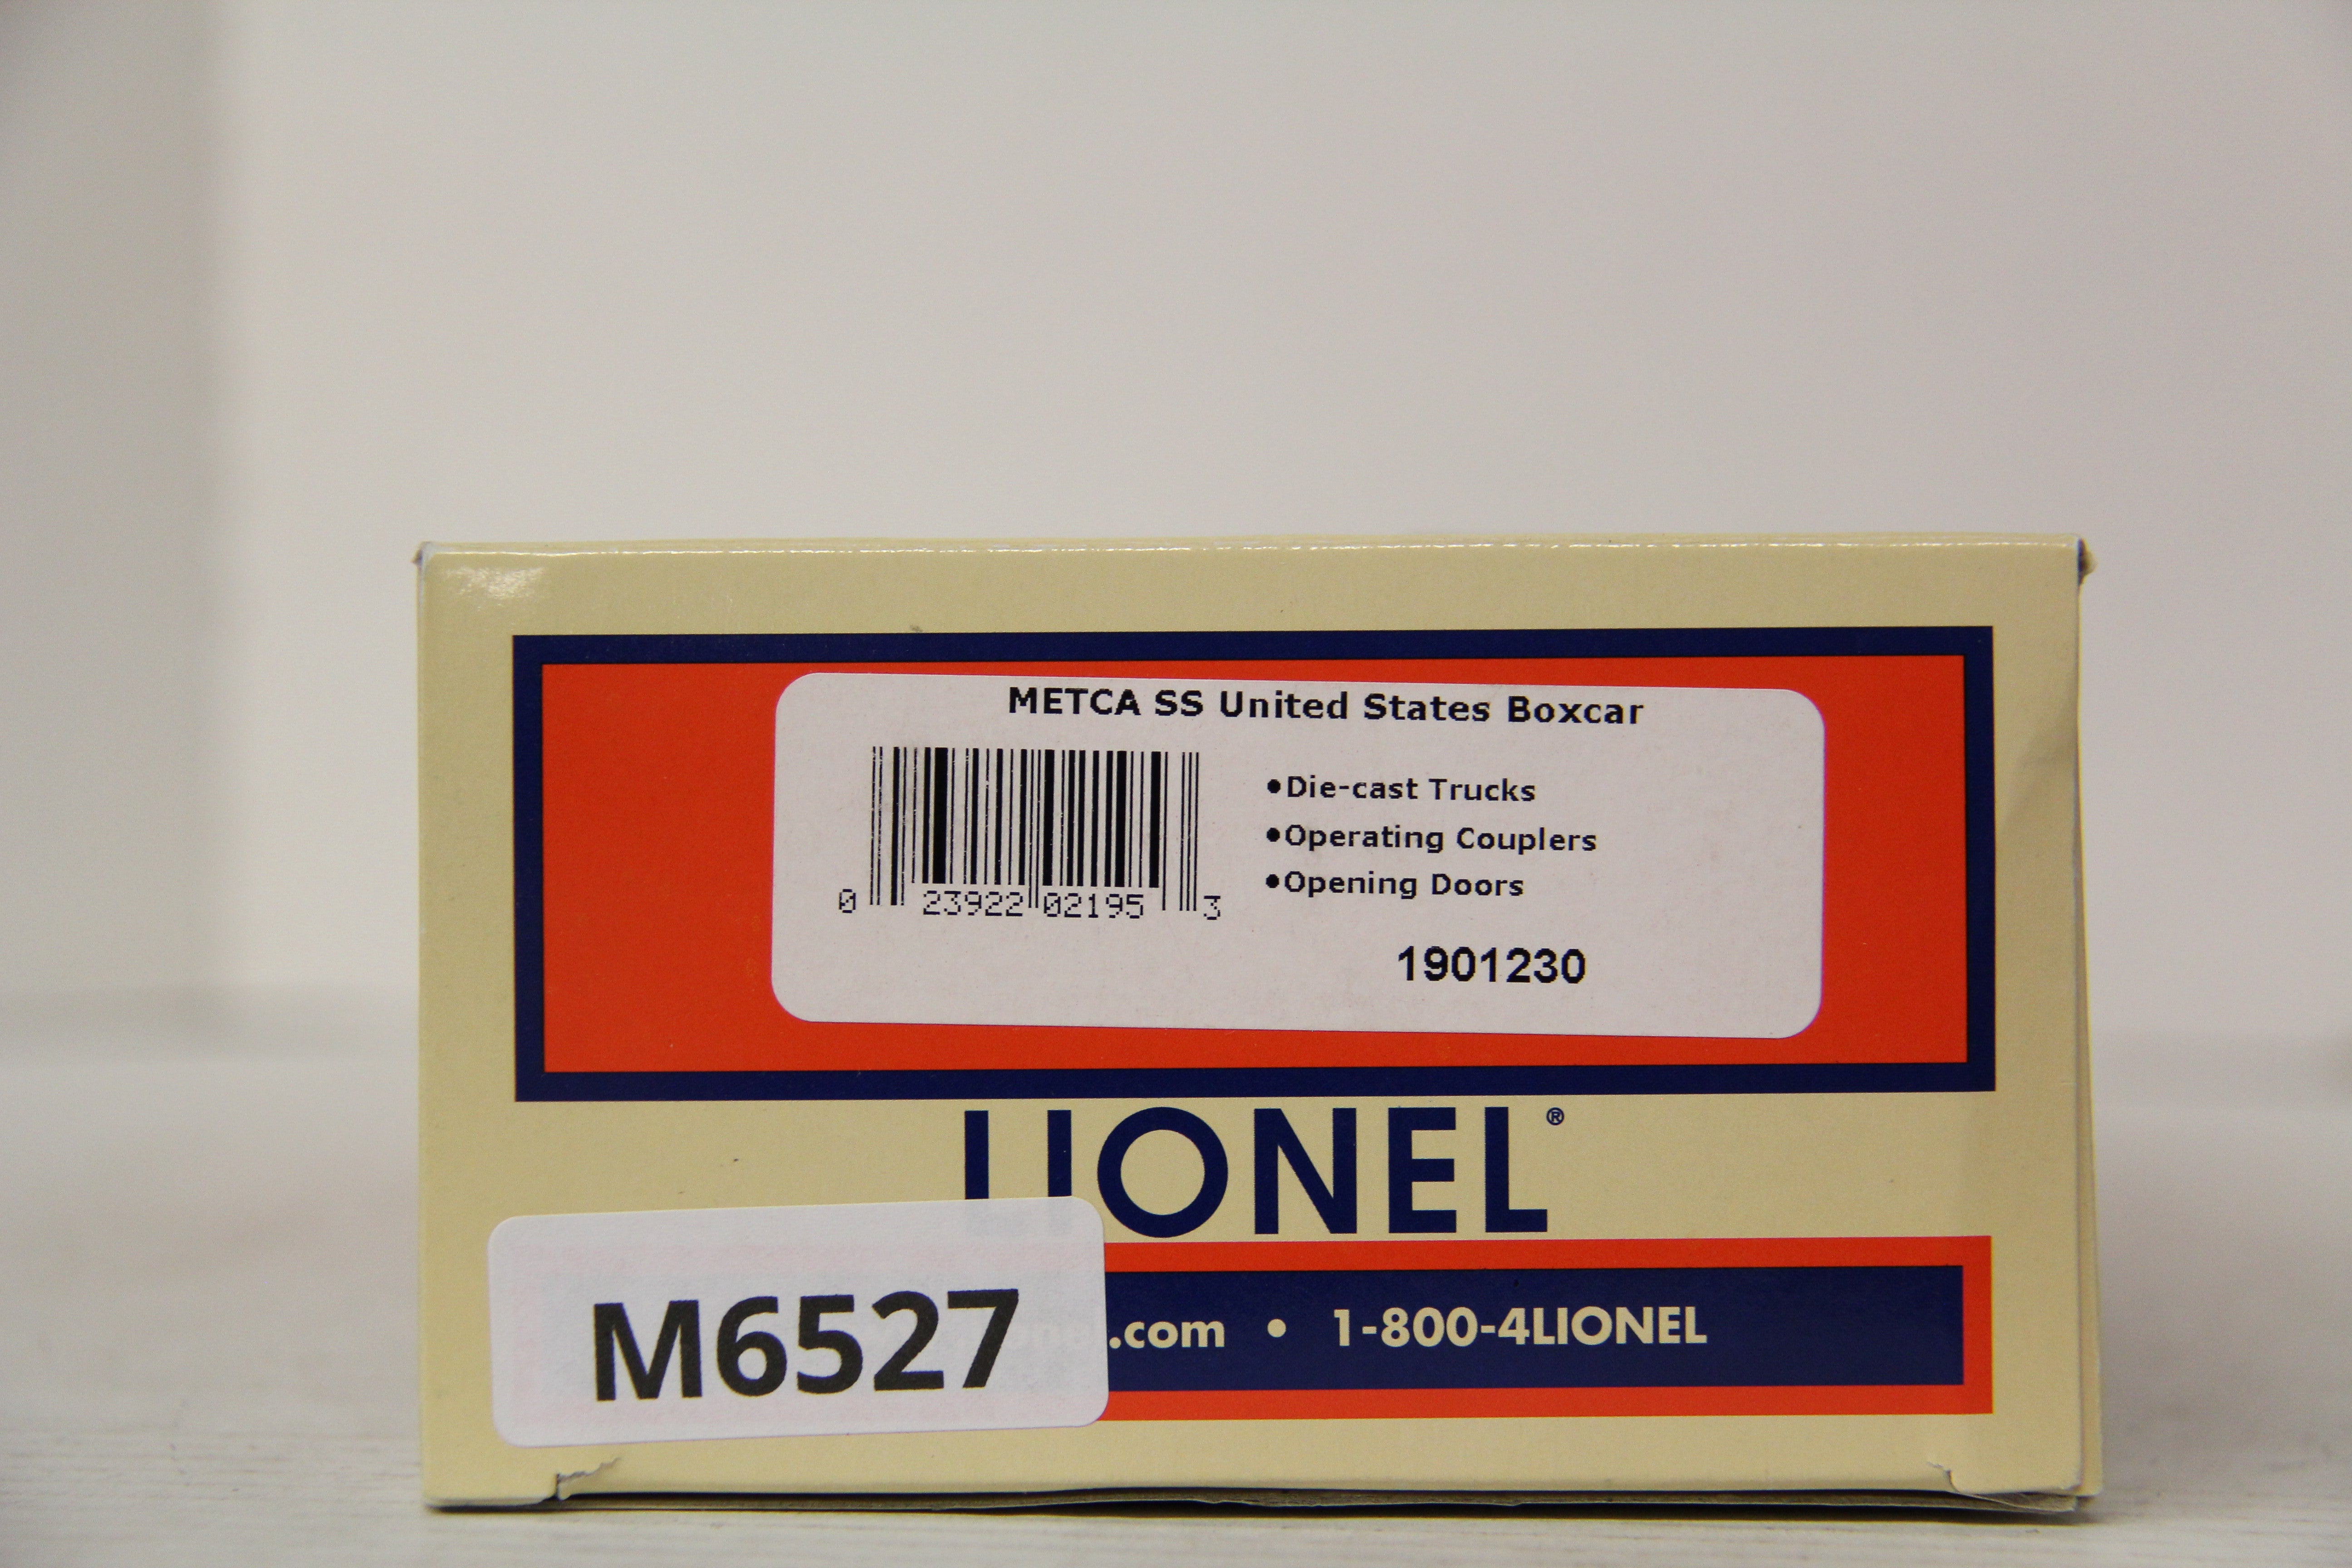 METCA SS United States Boxcar
•Die-cast Trucks
•Operating Couplers
•Opening Doors
0 23922 02195 3
1901230
LIONEL®
.com • 1-800-4LIONEL
M6527